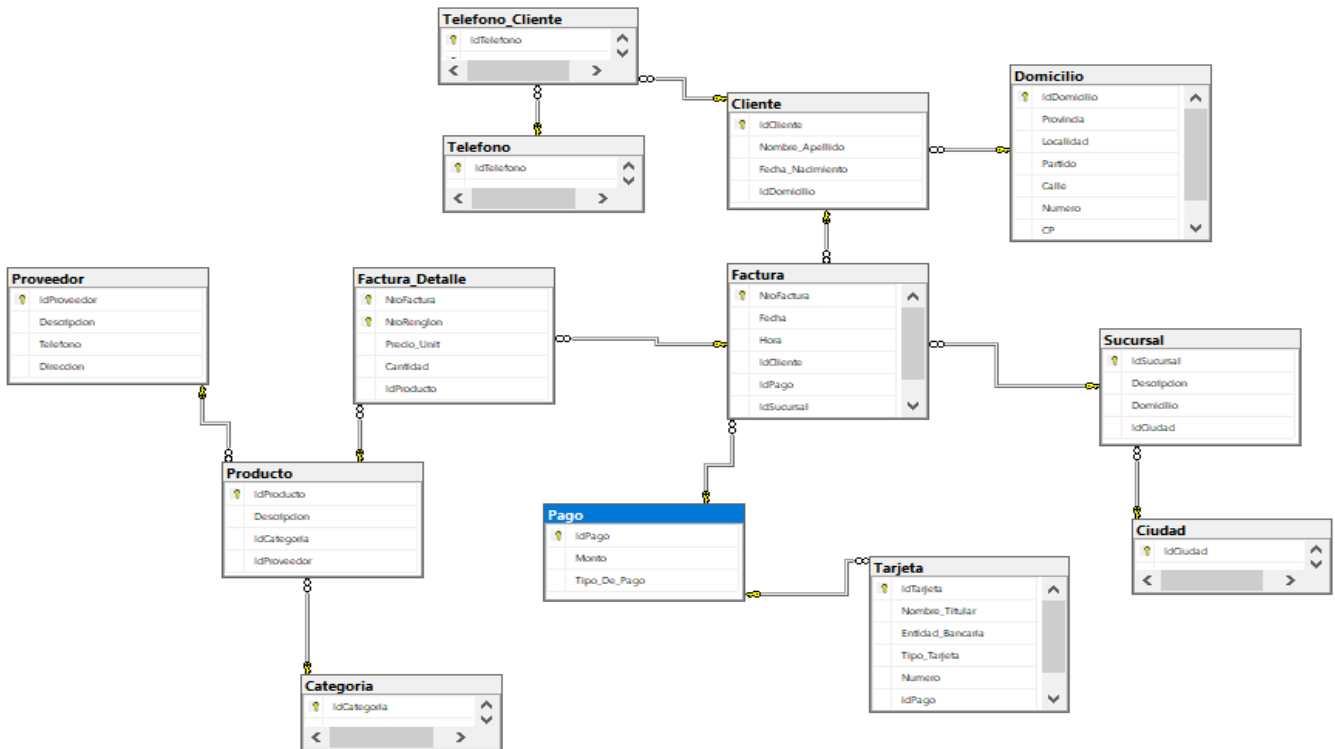 Telefono_Cliente
IdTelefono
Telefono
IdTelefono
Cliente
IdCliente
Nombre_Apellido
Fecha_Nacimiento
IdDomicilio
Domicilio
IdDomicilio
Provincia
Localidad
Partido
Calle
Numero
CP
Proveedor
IdProveedor
Descripcion
Telefono
Direccion
Factura_Detalle
NroFactura
NroRenglon
Precio_Unit
Cantidad
IdProducto
Factura
NroFactura
Fecha
Hora
IdCliente
IdPago
IdSucursal
Sucursal
IdSucursal
Descripcion
Domicilio
IdCiudad
Producto
IdProducto
Descripcion
IdCategoria
IdProveedor
Pago
IdPago
Monto
Tipo_De_Pago
Tarjeta
IdTarjeta
Nombre_Titular
Entidad_Bancaria
Tipo_Tarjeta
Numero
IdPago
Ciudad
IdCiudad
Categoria
IdCategoria